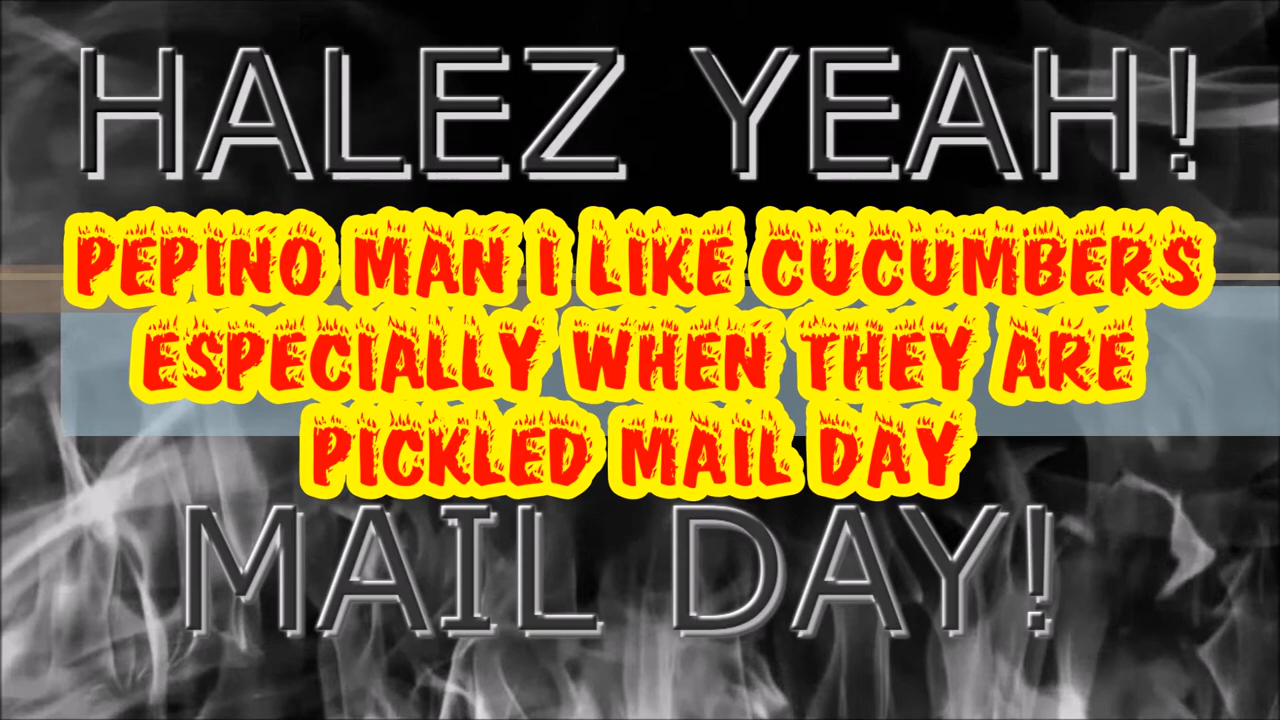 HALEZ YEAH!
PEPINO MAN I LIKE CUCUMBERS
ESPECIALLY WHEN THEY ARE
PICKLED MAIL DAY
MAIL DAY!